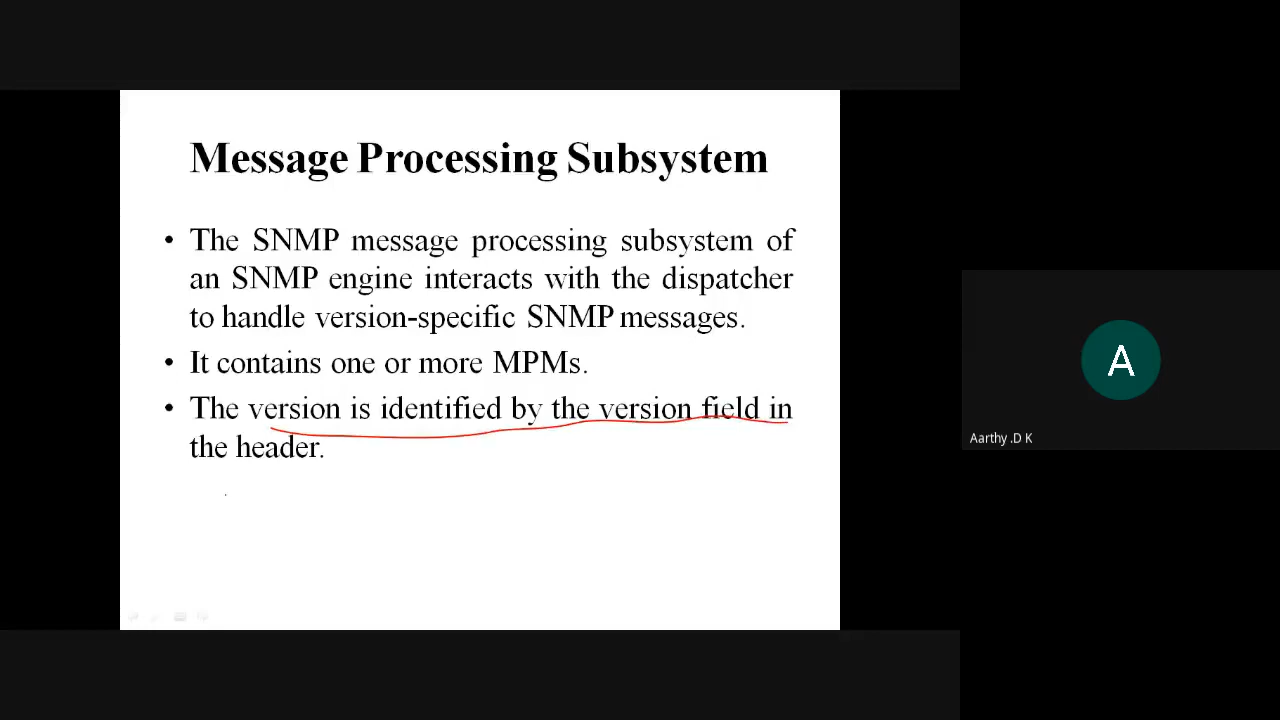 Message Processing Subsystem
• The SNMP message processing subsystem of
an SNMP engine interacts with the dispatcher
to handle version-specific SNMP messages.
• It contains one or more MPMs.
• The version is identified by the version field in
the header.
A
Aarthy .D K